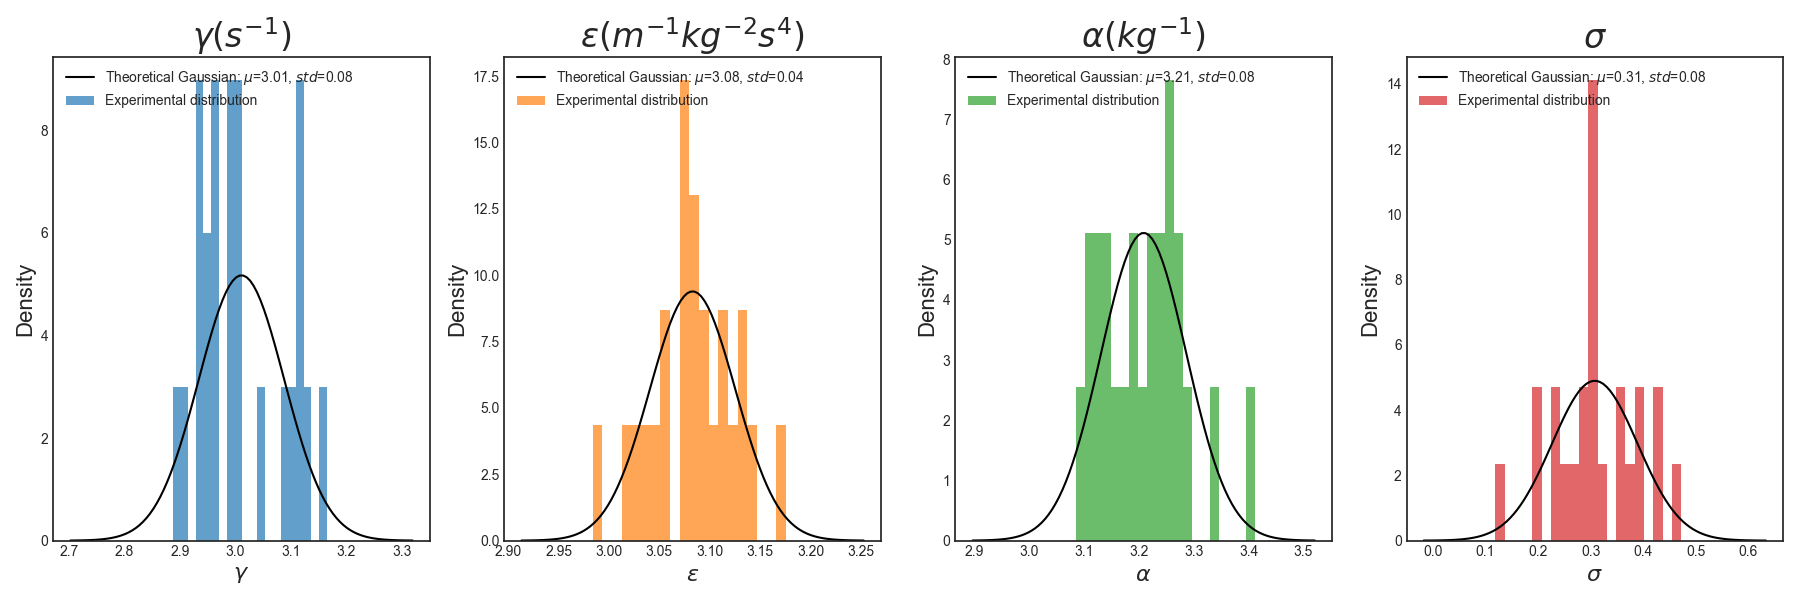 γ(s⁻¹)
Theoretical Gaussian: μ=3.01, std=0.08
Experimental distribution
8
6
4
2
0
Density
2.7 2.8 2.9 3.0 3.1 3.2 3.3
γ
ε(m⁻¹kg⁻²s⁴)
Theoretical Gaussian: μ=3.08, std=0.04
Experimental distribution
17.5
15.0
12.5
10.0
7.5
5.0
2.5
0.0
Density
2.90 2.95 3.00 3.05 3.10 3.15 3.20 3.25
ε
α(kg⁻¹)
Theoretical Gaussian: μ=3.21, std=0.08
Experimental distribution
8
7
6
5
4
3
2
1
0
Density
2.9 3.0 3.1 3.2 3.3 3.4 3.5
α
σ
Theoretical Gaussian: μ=0.31, std=0.08
Experimental distribution
14
12
10
8
6
4
2
0
Density
0.0 0.1 0.2 0.3 0.4 0.5 0.6
σ